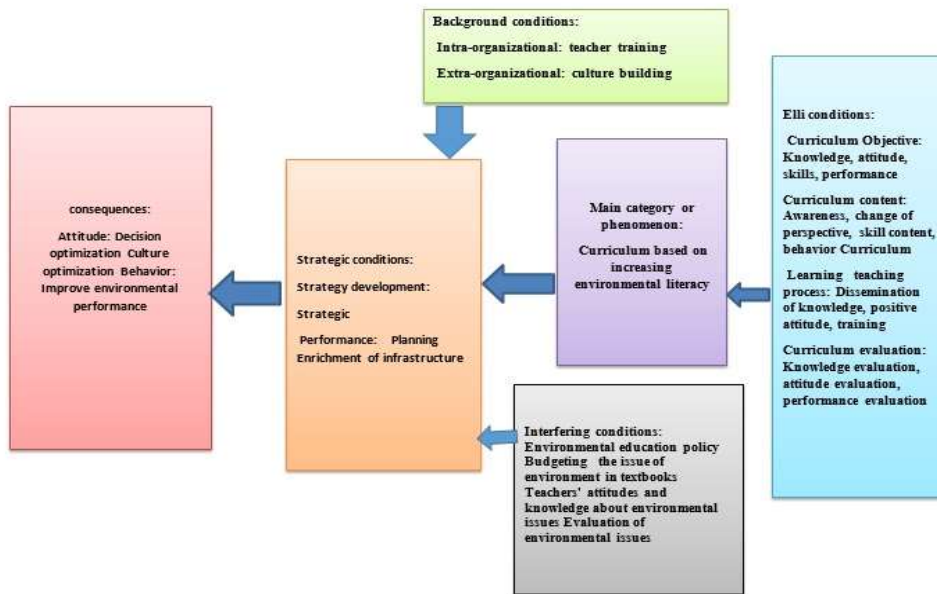 Background conditions:
Intra-organizational: teacher training
Extra-organizational: culture building
consequences:
Attitude: Decision
optimization Culture
optimization Behavior:
Improve environmental
performance
Strategic conditions:
Strategy development:
Strategic
Performance: Planning
Enrichment of infrastructure
Main category or
phenomenon:
Curriculum based on
increasing
environmental literacy
Elli conditions:
Curriculum Objective:
Knowledge, attitude,
skills, performance
Curriculum content:
Awareness, change of
perspective, skill content,
behavior Curriculum
Learning teaching
process: Dissemination
of knowledge, positive
attitude, training
Curriculum evaluation:
Knowledge evaluation,
attitude evaluation,
performance evaluation
Interfering conditions:
Environmental education policy
Budgeting the issue of
environment in textbooks
Teachers' attitudes and
knowledge about environmental
issues Evaluation of
environmental issues